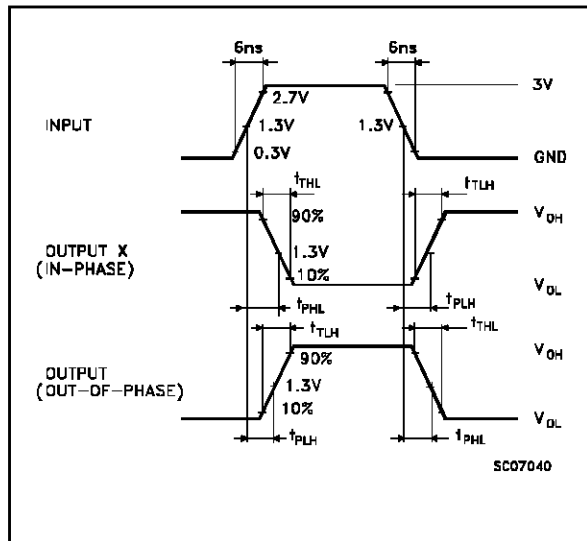 6ns 6ns
3V
2.7V
INPUT 1.3V 1.3V
0.3V
GND
tTHL tTLH
90% VOH
OUTPUT X 1.3V
(IN-PHASE) 10% VOL
tPHL tPLH
tTLH tTHL
90% VOH
OUTPUT 1.3V
(OUT-OF-PHASE) 10% VOL
tPLH tPHL
SC07040